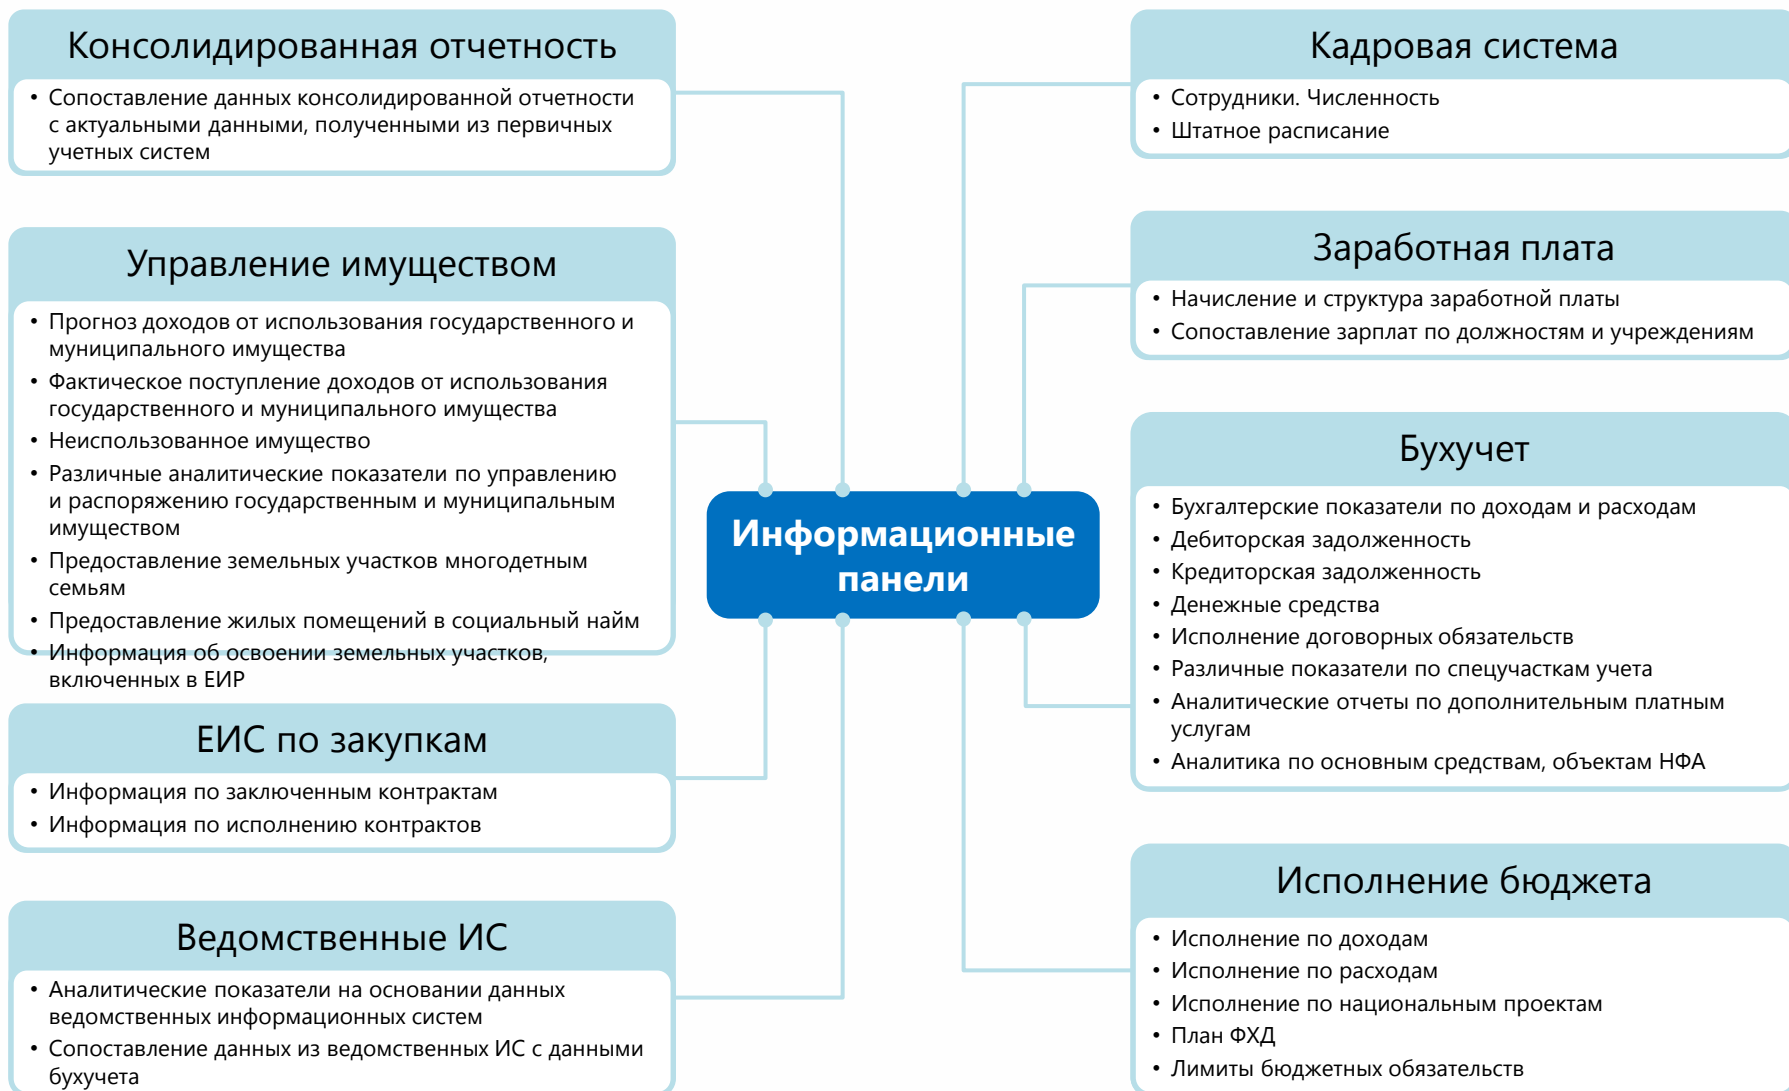 Консолидированная отчетность
• Сопоставление данных консолидированной отчетности
с актуальными данными, полученными из первичных
учетных систем
Управление имуществом
• Прогноз доходов от использования государственного и
муниципального имущества
• Фактическое поступление доходов от использования
государственного и муниципального имущества
• Неиспользованное имущество
• Различные аналитические показатели по управлению
и распоряжению государственным и муниципальным
имуществом
• Предоставление земельных участков многодетным
семьям
• Предоставление жилых помещений в социальный найм
• Информация об освоении земельных участков,
включенных в ЕИР
ЕИС по закупкам
• Информация по заключенным контрактам
• Информация по исполнению контрактов
Ведомственные ИС
• Аналитические показатели на основании данных
ведомственных информационных систем
• Сопоставление данных из ведомственных ИС с данными
бухучета
Информационные
панели
Кадровая система
• Сотрудники. Численность
• Штатное расписание
Заработная плата
• Начисление и структура заработной платы
• Сопоставление зарплат по должностям и учреждениям
Бухучет
• Бухгалтерские показатели по доходам и расходам
• Дебиторская задолженность
• Кредиторская задолженность
• Денежные средства
• Исполнение договорных обязательств
• Различные показатели по спецучасткам учета
• Аналитические отчеты по дополнительным платным
услугам
• Аналитика по основным средствам, объектам НФА
Исполнение бюджета
• Исполнение по доходам
• Исполнение по расходам
• Исполнение по национальным проектам
• План ФХД
• Лимиты бюджетных обязательств